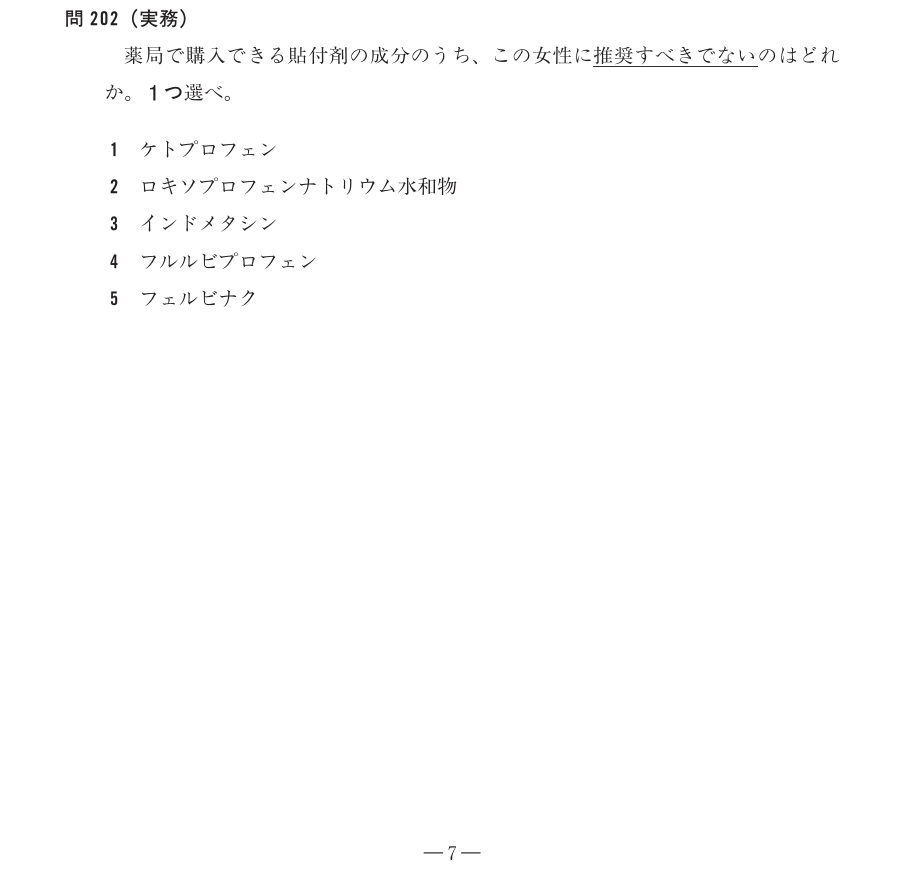 問 202（実務）
薬局で購入できる貼付剤の成分のうち、この女性に推奨すべきでないのはどれ
か。１つ選べ。
1 ケトプロフェン
2 ロキソプロフェンナトリウム水和物
3 インドメタシン
4 フルルビプロフェン
5 フェルビナク
― 7 ―